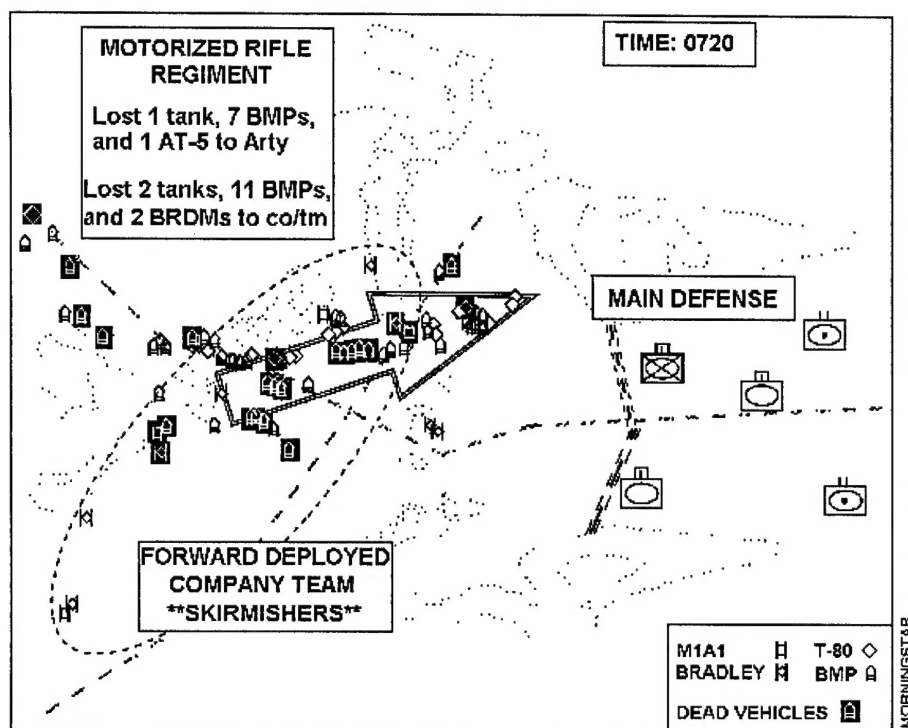 MOTORIZED RIFLE
REGIMENT
Lost 1 tank, 7 BMPs,
and 1 AT-5 to Arty
Lost 2 tanks, 11 BMPs,
and 2 BRDMs to co/tm
TIME: 0720
MAIN DEFENSE
FORWARD DEPLOYED
COMPANY TEAM
**SKIRMISHERS**
M1A1 T-80
BRADLEY BMP
DEAD VEHICLES
MORNINGSTAR